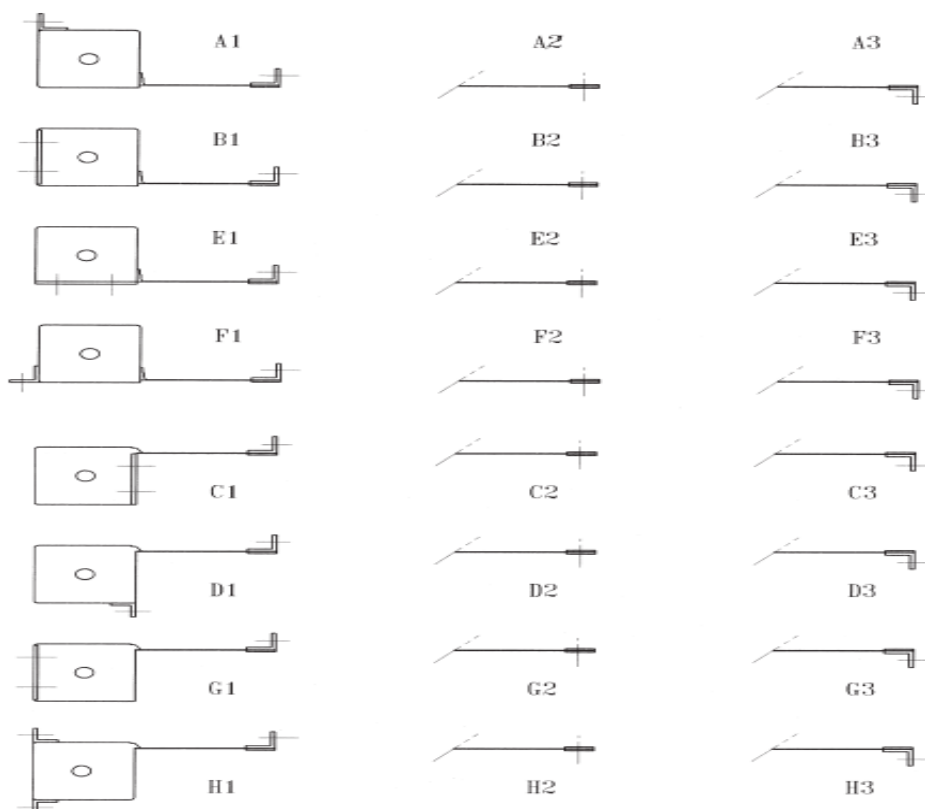 A1 A2 A3
B1 B2 B3
E1 E2 E3
F1 F2 F3
C1 C2 C3
D1 D2 D3
G1 G2 G3
H1 H2 H3